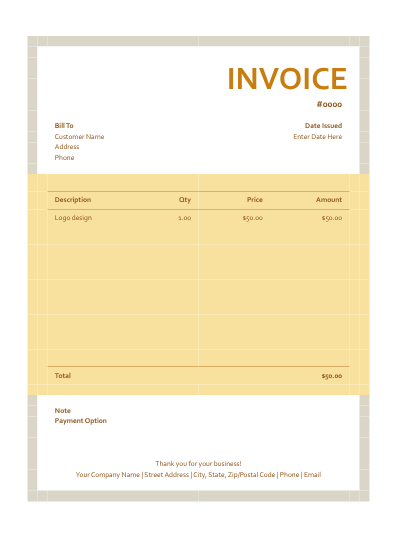 INVOICE
#0000
Bill To Date Issued
Customer Name Enter Date Here
Address
Phone
Description Qty Price Amount
Logo design 1.00 $50.00 $50.00
Total $50.00
Note
Payment Option
Thank you for your business!
Your Company Name | Street Address | City, State, Zip/Postal Code | Phone | Email